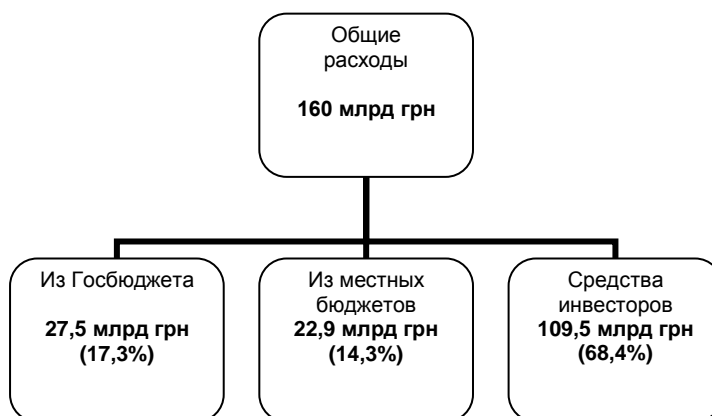 Общие
расходы
160 млрд грн
Из Госбюджета
27,5 млрд грн
(17,3%)
Из местных
бюджетов
22,9 млрд грн
(14,3%)
Средства
инвесторов
109,5 млрд грн
(68,4%)